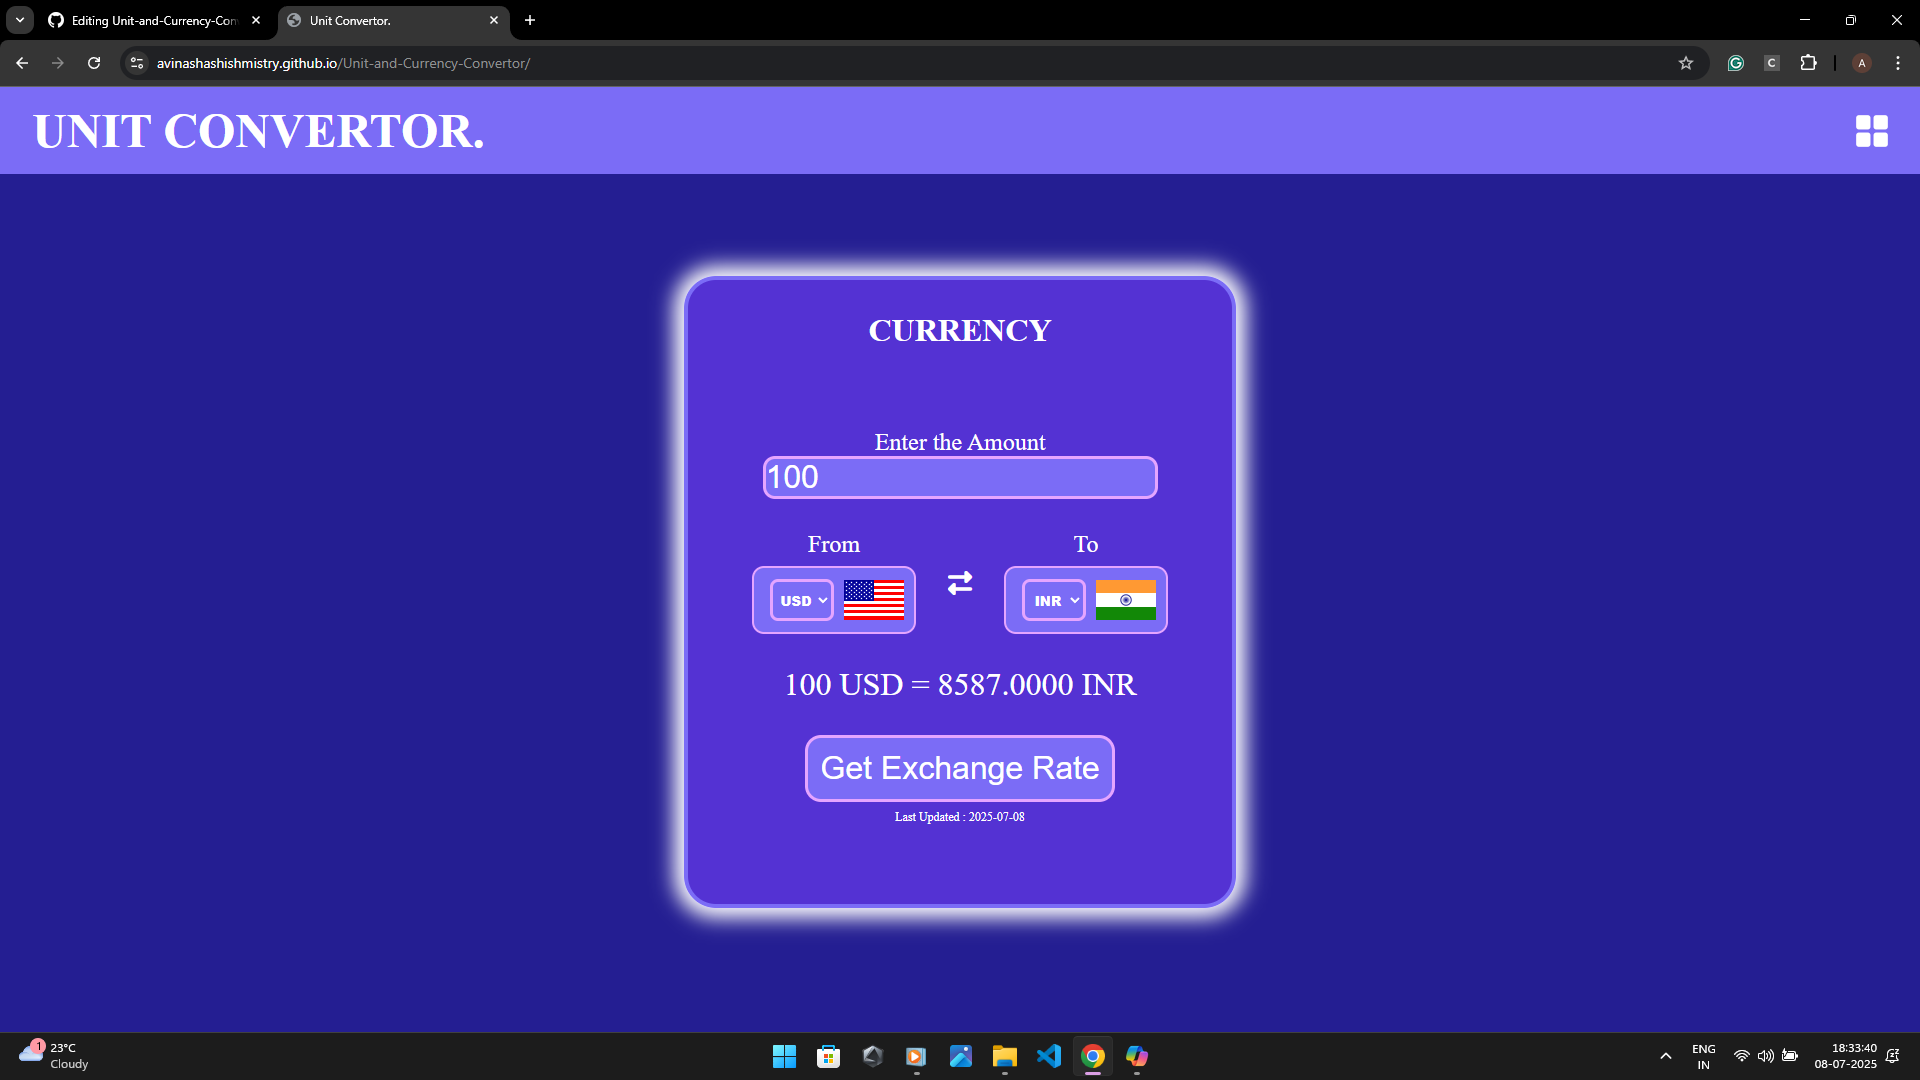 Editing Unit-and-Currency-Con
Unit Convertor.
avinashashishmistry.github.io/Unit-and-Currency-Convertor/
C
A
UNIT CONVERTOR.
CURRENCY
Enter the Amount
100
From
To
USD
INR
100 USD = 8587.0000 INR
Get Exchange Rate
Last Updated : 2025-07-08
1
23°C
Cloudy
ENG
IN
18:33:40
08-07-2025